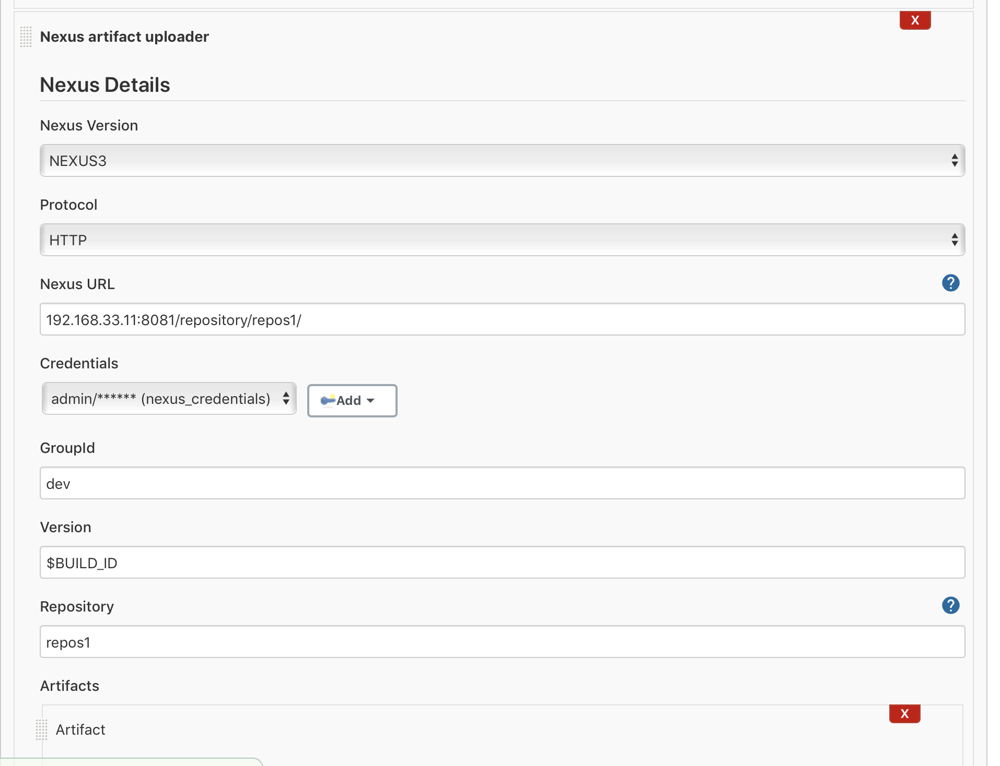 X
Nexus artifact uploader
Nexus Details
Nexus Version
NEXUS3
Protocol
HTTP
Nexus URL
?
192.168.33.11:8081/repository/repos1/
Credentials
admin/****** (nexus_credentials)
Add
GroupId
dev
Version
$BUILD_ID
Repository
?
repos1
Artifacts
X
Artifact